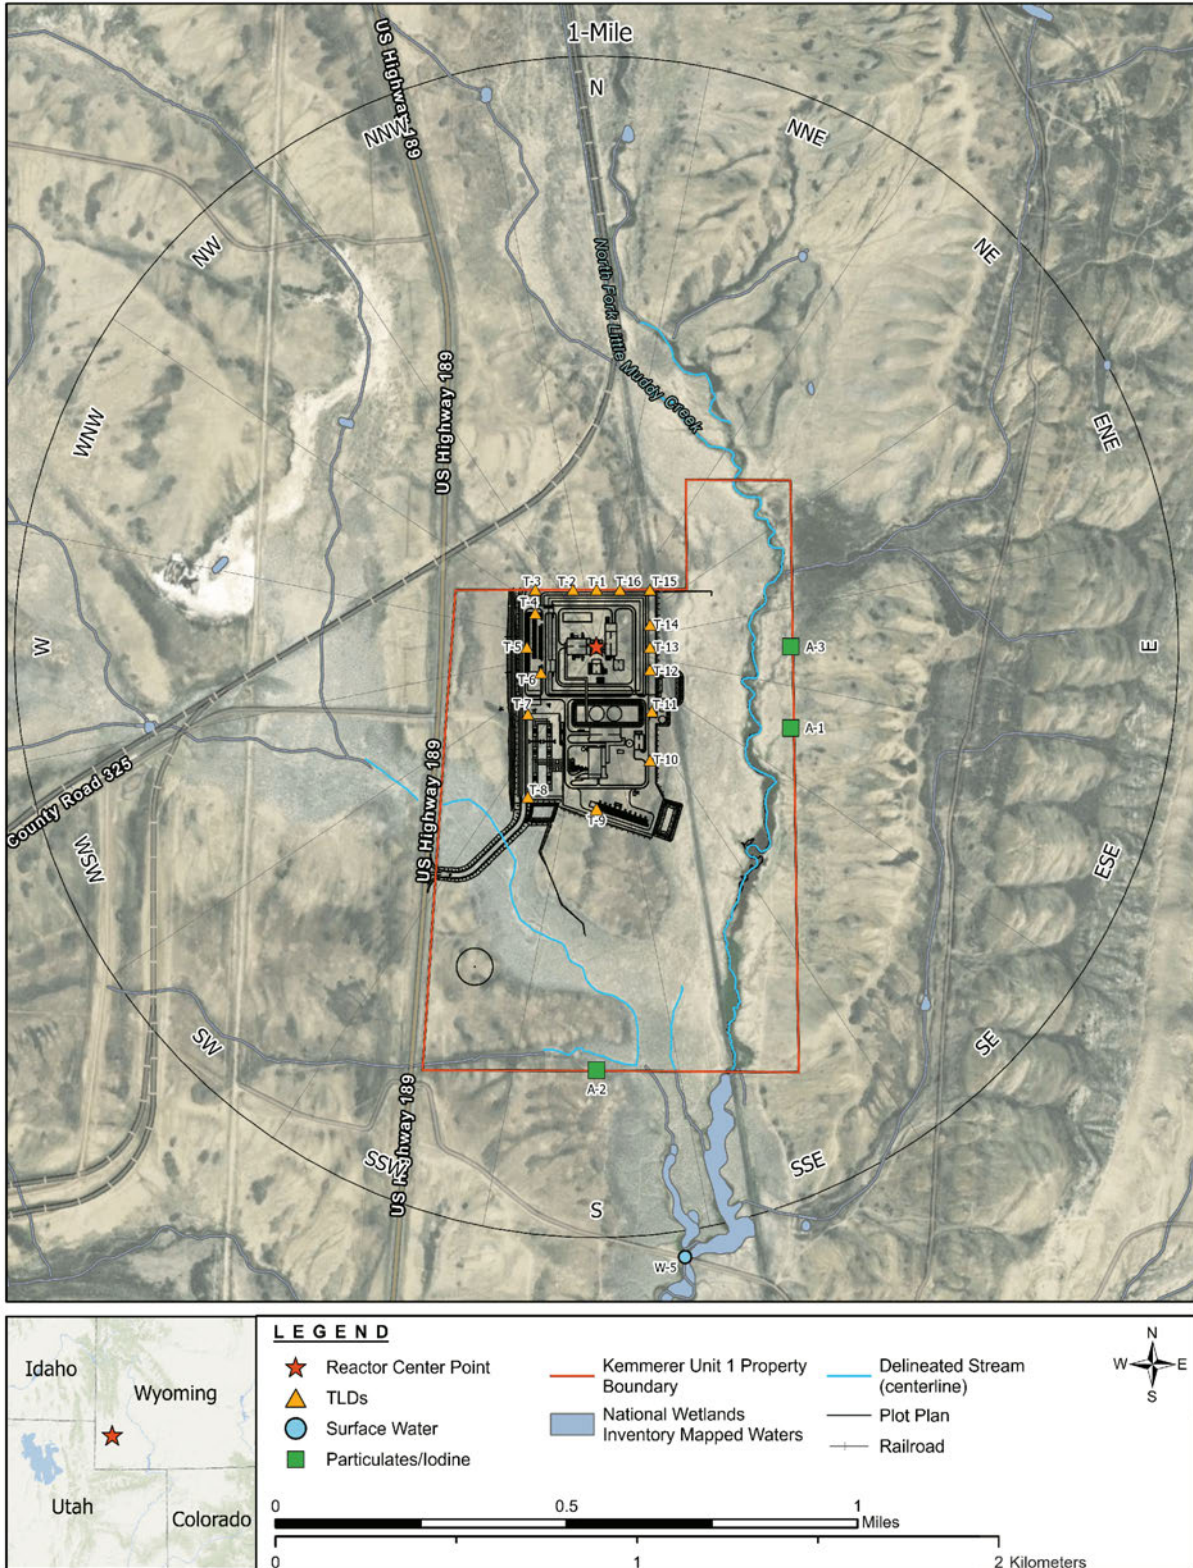 1-Mile
N
US Highway 189
NNW
NNE
NW
NE
North Fork Little Muddy Creek
US Highway 189
WNW
ENE
T-3
T-2
T-1
T-16
T-15
T-4
T-14
W
T-5
T-13
A-3
E
T-6
T-12
T-7
T-11
A-1
US Highway 189
T-10
County Road 325
T-8
T-9
WSW
ESE
SW
SE
A-2
US Highway 189
SSW
SSE
S
W-5
Idaho
Wyoming
Utah
Colorado
LEGEND
Reactor Center Point
TLDs
Surface Water
Particulates/Iodine
Kemmerer Unit 1 Property
Boundary
National Wetlands
Inventory Mapped Waters
Delineated Stream
(centerline)
Plot Plan
Railroad
N
W
E
S
0
0.5
1
Miles
0
1
2 Kilometers